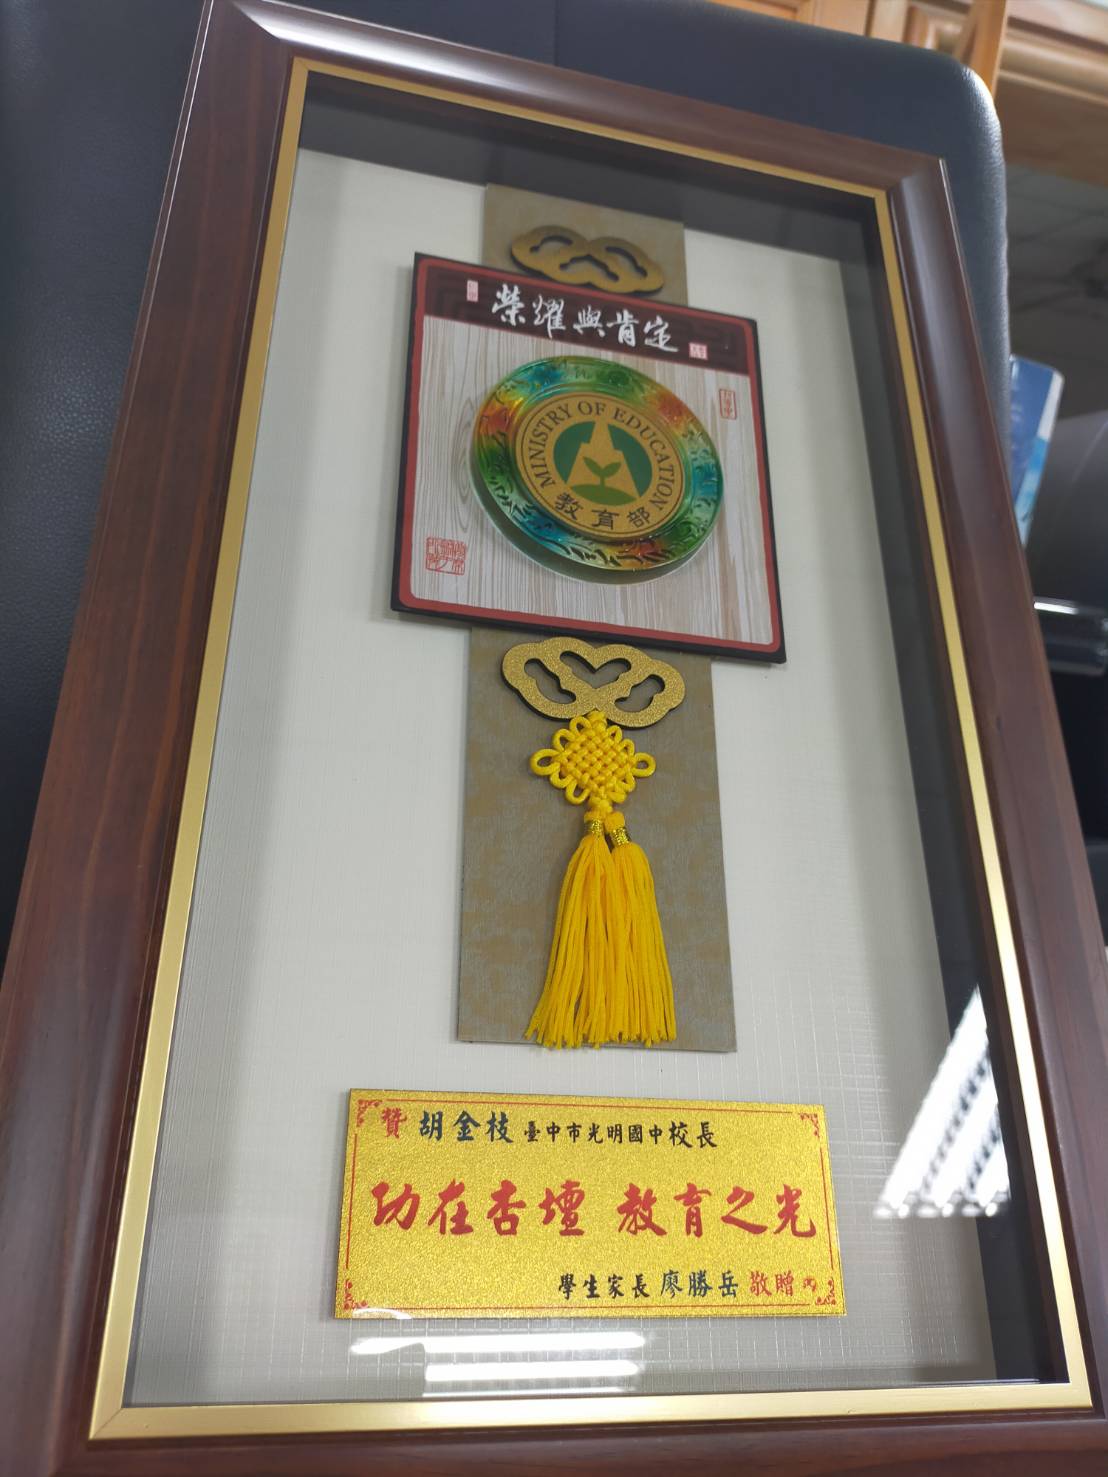 榮耀與肯定
MINISTRY OF EDUCATION
教育部
贊 胡金枝 臺中市光明國中校長
功在杏壇 教育之光
學生家長 廖勝岳 敬贈